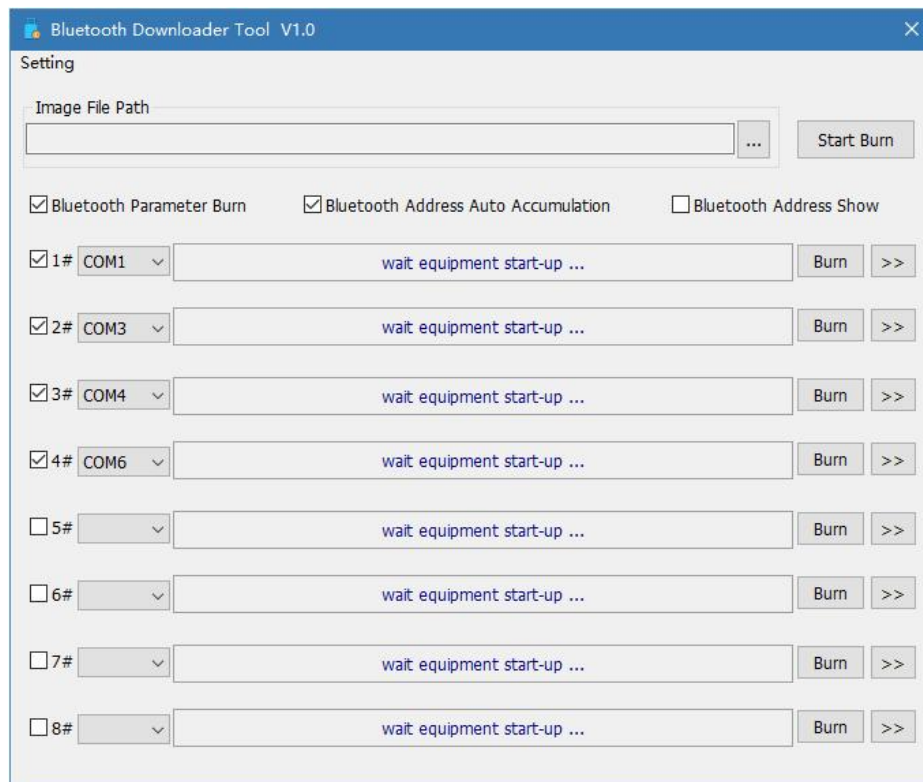 Bluetooth Downloader Tool V1.0
Setting
Image File Path
... Start Burn
Bluetooth Parameter Burn Bluetooth Address Auto Accumulation Bluetooth Address Show
1# COM1 wait equipment start-up ... Burn >>
2# COM3 wait equipment start-up ... Burn >>
3# COM4 wait equipment start-up ... Burn >>
4# COM6 wait equipment start-up ... Burn >>
5# wait equipment start-up ... Burn >>
6# wait equipment start-up ... Burn >>
7# wait equipment start-up ... Burn >>
8# wait equipment start-up ... Burn >>